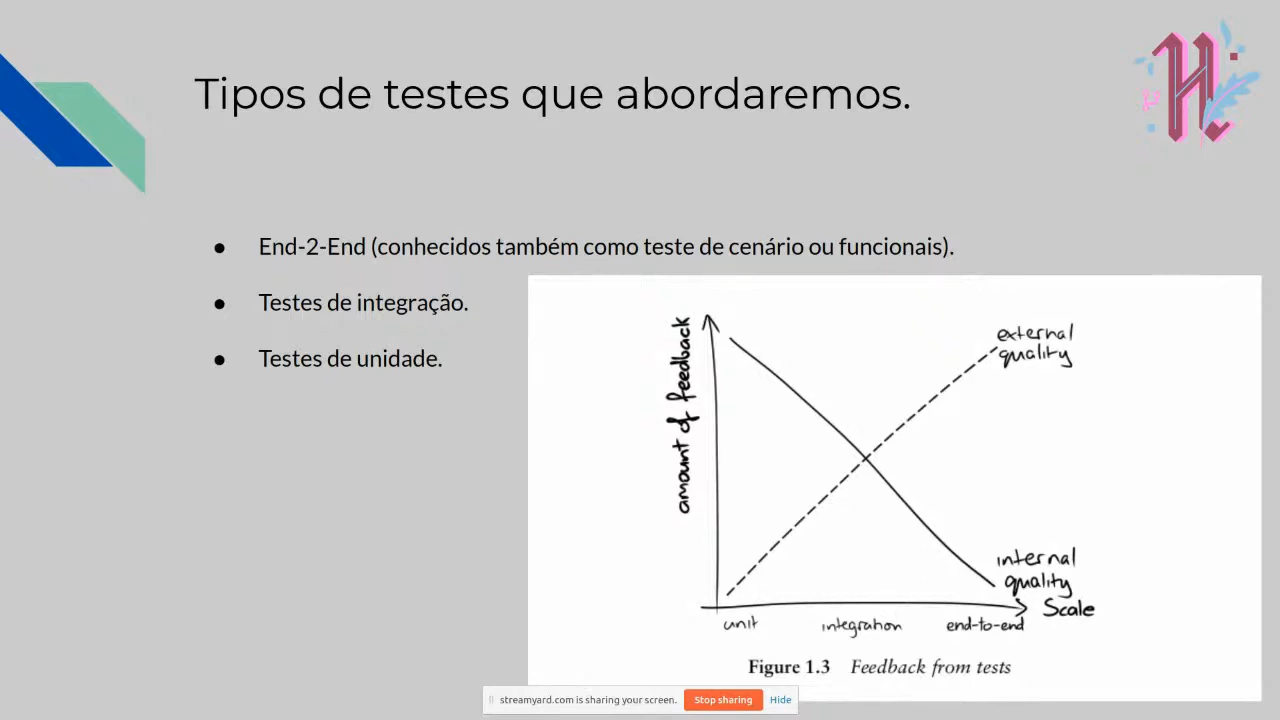 Tipos de testes que abordaremos.
● End-2-End (conhecidos também como teste de cenário ou funcionais).
● Testes de integração.
● Testes de unidade.
amount of feedback
external
quality
internal
quality
Scale
unit integration end-to-end
Figure 1.3 Feedback from tests
streamyard.com is sharing your screen. Stop sharing Hide